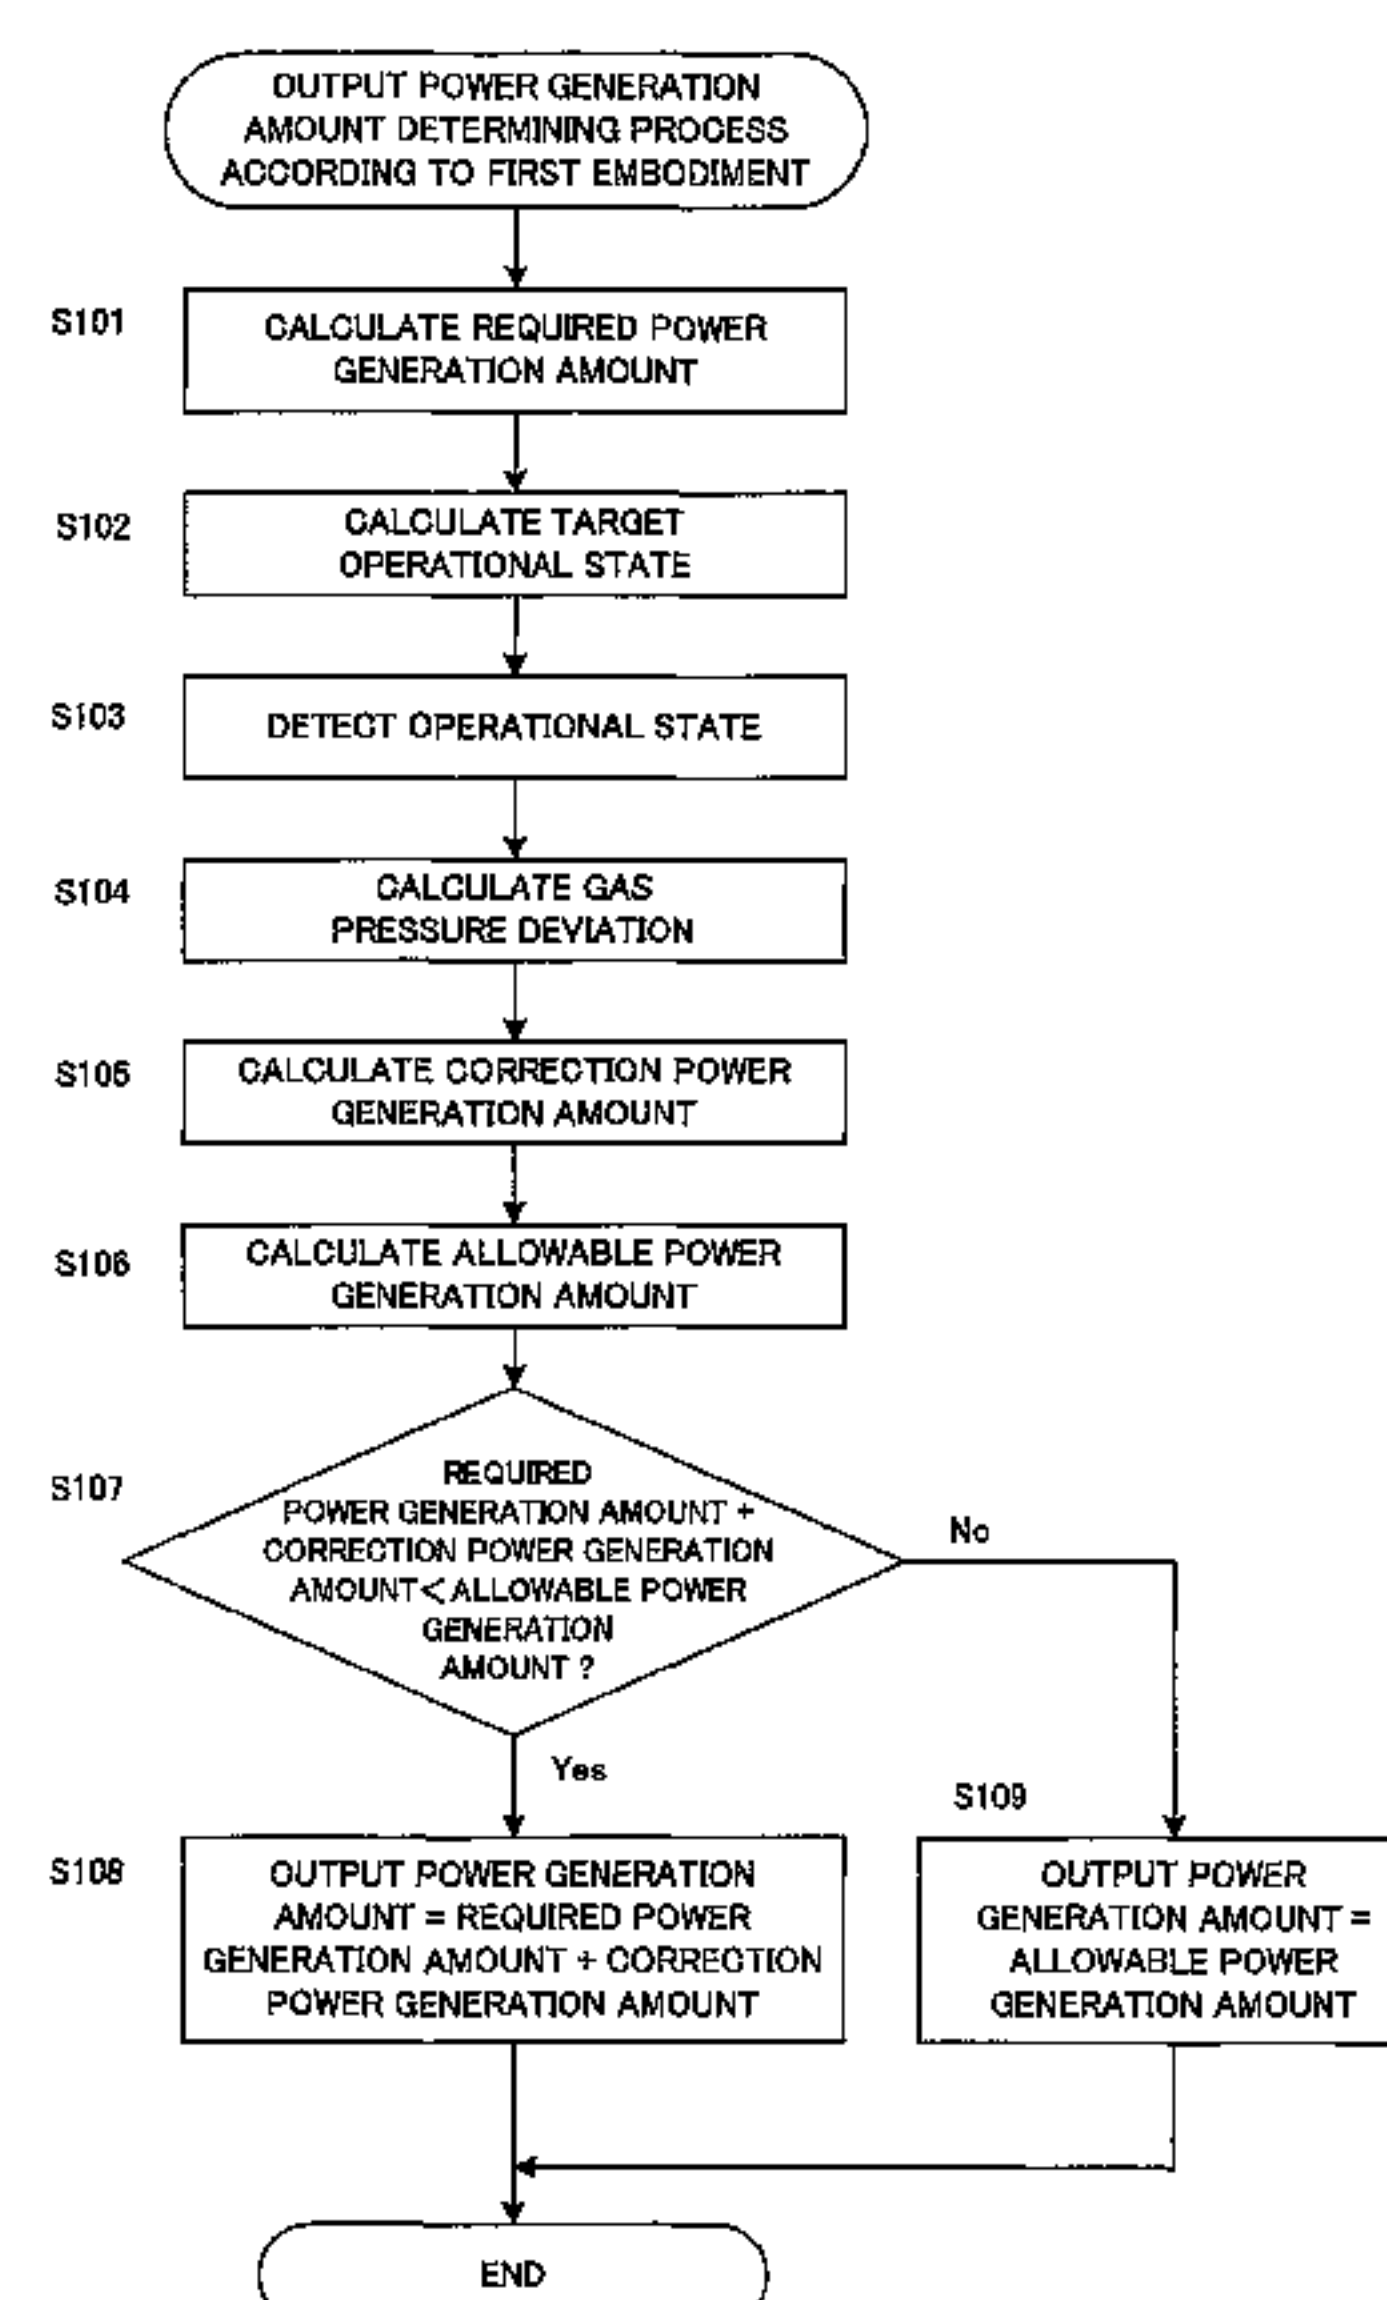 OUTPUT POWER GENERATION
AMOUNT DETERMINING PROCESS
ACCORDING TO FIRST EMBODIMENT
S101
CALCULATE REQUIRED POWER
GENERATION AMOUNT
S102
CALCULATE TARGET
OPERATIONAL STATE
S103
DETECT OPERATIONAL STATE
S104
CALCULATE GAS
PRESSURE DEVIATION
S105
CALCULATE CORRECTION POWER
GENERATION AMOUNT
S106
CALCULATE ALLOWABLE POWER
GENERATION AMOUNT
S107
REQUIRED
POWER GENERATION AMOUNT +
CORRECTION POWER GENERATION
AMOUNT < ALLOWABLE POWER
GENERATION
AMOUNT ?
No
Yes
S108
OUTPUT POWER GENERATION
AMOUNT = REQUIRED POWER
GENERATION AMOUNT + CORRECTION
POWER GENERATION AMOUNT
S109
OUTPUT POWER
GENERATION AMOUNT =
ALLOWABLE POWER
GENERATION AMOUNT
END